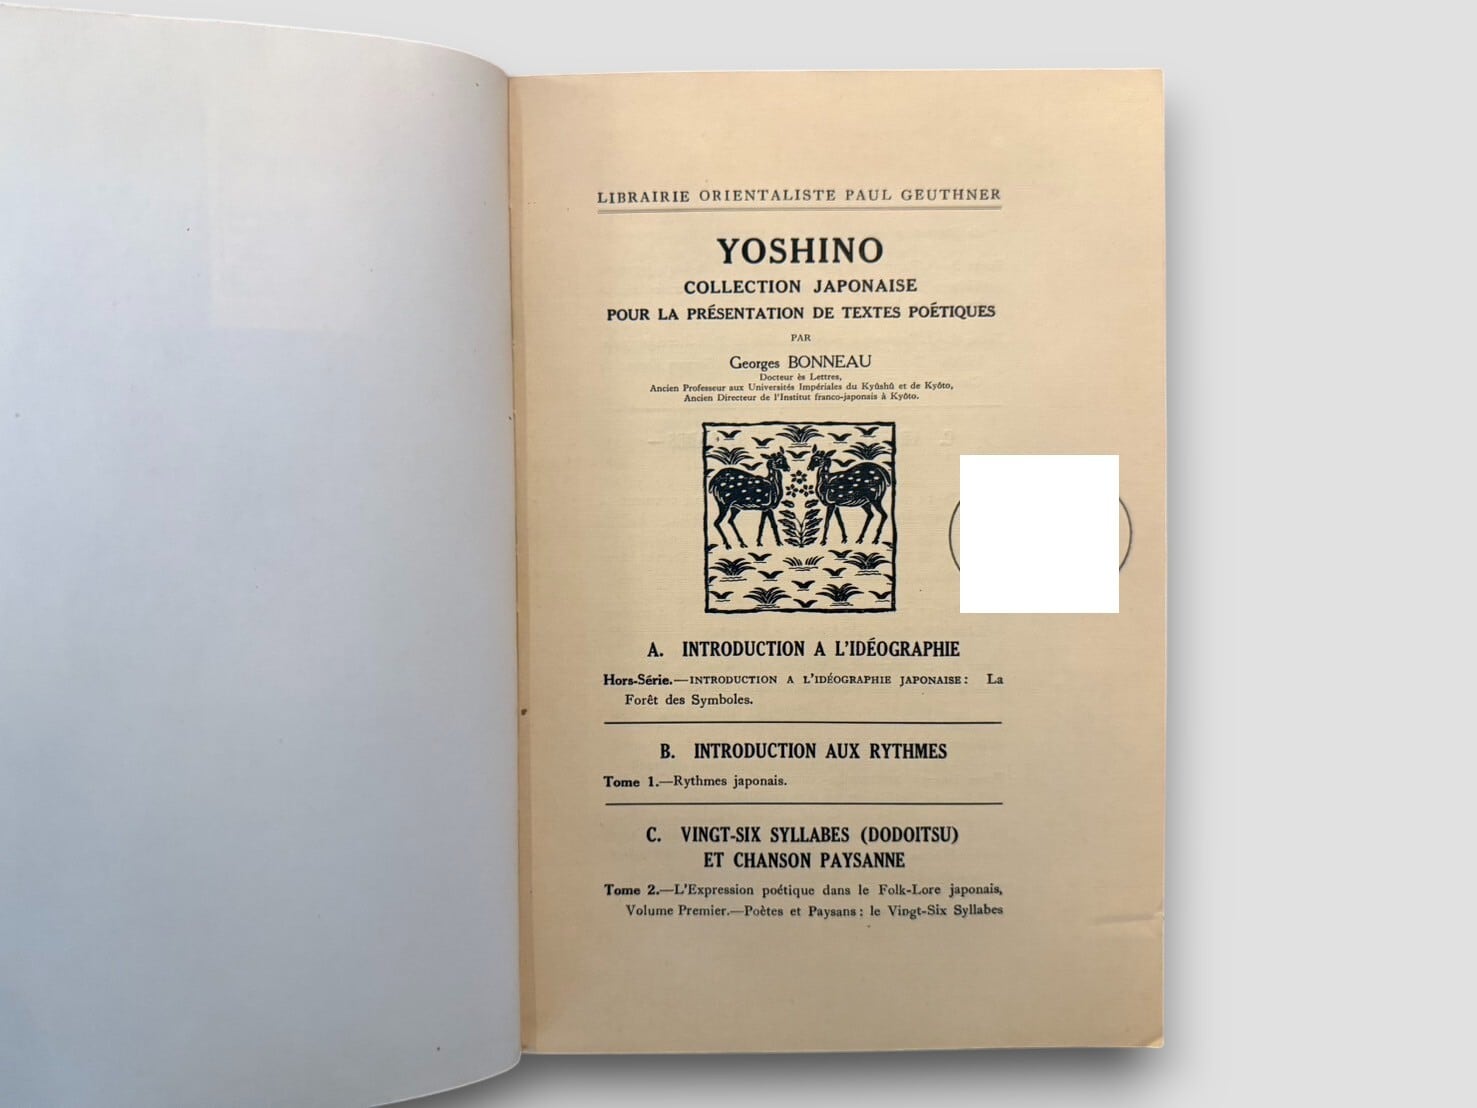 LIBRAIRIE ORIENTALISTE PAUL GEUTHNER
YOSHINO
COLLECTION JAPONAISE
POUR LA PRÉSENTATION DE TEXTES POÉTIQUES
PAR
Georges BONNEAU
Docteur ès Lettres,
Ancien Professeur aux Universités Impériales du Kyûshû et de Kyôto,
Ancien Directeur de l'Institut franco-japonais à Kyôto.
A. INTRODUCTION A L'IDÉOGRAPHIE
Hors-Série.—INTRODUCTION A L'IDÉOGRAPHIE JAPONAISE: La
Forêt des Symboles.
B. INTRODUCTION AUX RYTHMES
Tome 1.—Rythmes japonais.
C. VINGT-SIX SYLLABES (DODOITSU)
ET CHANSON PAYSANNE
Tome 2.—L'Expression poétique dans le Folk-Lore japonais,
Volume Premier.—Poètes et Paysans: le Vingt-Six Syllabes